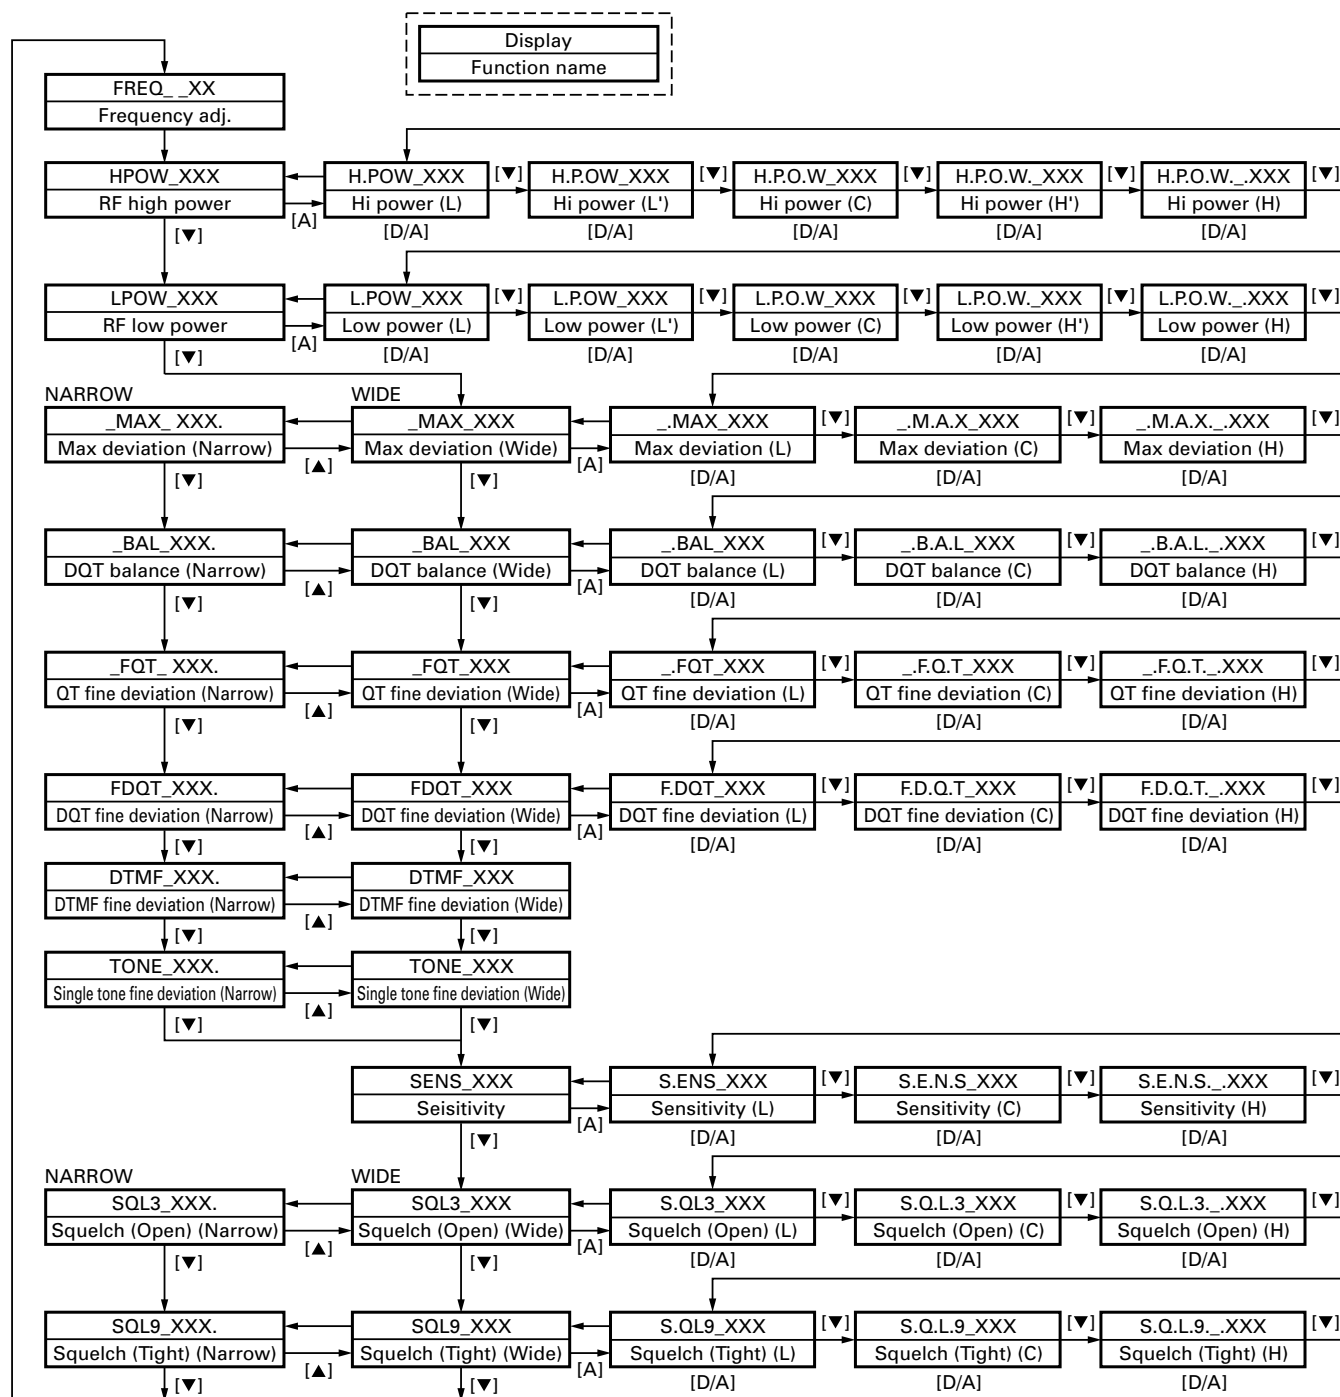 Display
Function name
FREQ_ _XX
Frequency adj.
HPOW_XXX
RF high power
[A]
[▼]
H.POW_XXX
Hi power (L)
[D/A]
[▼]
H.P.OW_XXX
Hi power (L')
[D/A]
[▼]
H.P.O.W_XXX
Hi power (C)
[D/A]
[▼]
H.P.O.W._XXX
Hi power (H')
[D/A]
[▼]
H.P.O.W._.XXX
Hi power (H)
[D/A]
[▼]
LPOW_XXX
RF low power
[A]
[▼]
L.POW_XXX
Low power (L)
[D/A]
[▼]
L.P.OW_XXX
Low power (L')
[D/A]
[▼]
L.P.O.W_XXX
Low power (C)
[D/A]
[▼]
L.P.O.W._XXX
Low power (H')
[D/A]
[▼]
L.P.O.W._.XXX
Low power (H)
[D/A]
[▼]
NARROW
WIDE
_MAX_ XXX.
Max deviation (Narrow)
[▲]
[▼]
_MAX_XXX
Max deviation (Wide)
[A]
[▼]
_.MAX_XXX
Max deviation (L)
[D/A]
[▼]
_.M.A.X_XXX
Max deviation (C)
[D/A]
[▼]
_.M.A.X._.XXX
Max deviation (H)
[D/A]
[▼]
_BAL_XXX.
DQT balance (Narrow)
[▲]
[▼]
_BAL_XXX
DQT balance (Wide)
[A]
[▼]
_.BAL_XXX
DQT balance (L)
[D/A]
[▼]
_.B.A.L_XXX
DQT balance (C)
[D/A]
[▼]
_.B.A.L._.XXX
DQT balance (H)
[D/A]
[▼]
_FQT_ XXX.
QT fine deviation (Narrow)
[▲]
[▼]
_FQT_XXX
QT fine deviation (Wide)
[A]
[▼]
_.FQT_XXX
QT fine deviation (L)
[D/A]
[▼]
_.F.Q.T_XXX
QT fine deviation (C)
[D/A]
[▼]
_.F.Q.T._.XXX
QT fine deviation (H)
[D/A]
[▼]
FDQT_XXX.
DQT fine deviation (Narrow)
[▲]
[▼]
FDQT_XXX
DQT fine deviation (Wide)
[A]
[▼]
F.DQT_XXX
DQT fine deviation (L)
[D/A]
[▼]
F.D.Q.T_XXX
DQT fine deviation (C)
[D/A]
[▼]
F.D.Q.T._.XXX
DQT fine deviation (H)
[D/A]
[▼]
DTMF_XXX.
DTMF fine deviation (Narrow)
[▲]
[▼]
DTMF_XXX
DTMF fine deviation (Wide)
[▼]
TONE_XXX.
Single tone fine deviation (Narrow)
[▲]
[▼]
TONE_XXX
Single tone fine deviation (Wide)
[▼]
SENS_XXX
Seisitivity
[A]
[▼]
S.ENS_XXX
Sensitivity (L)
[D/A]
[▼]
S.E.N.S_XXX
Sensitivity (C)
[D/A]
[▼]
S.E.N.S._.XXX
Sensitivity (H)
[D/A]
[▼]
NARROW
WIDE
SQL3_XXX.
Squelch (Open) (Narrow)
[▲]
[▼]
SQL3_XXX
Squelch (Open) (Wide)
[A]
[▼]
S.QL3_XXX
Squelch (Open) (L)
[D/A]
[▼]
S.Q.L.3_XXX
Squelch (Open) (C)
[D/A]
[▼]
S.Q.L.3._.XXX
Squelch (Open) (H)
[D/A]
[▼]
SQL9_XXX.
Squelch (Tight) (Narrow)
[▲]
[▼]
SQL9_XXX
Squelch (Tight) (Wide)
[A]
[▼]
S.QL9_XXX
Squelch (Tight) (L)
[D/A]
[▼]
S.Q.L.9_XXX
Squelch (Tight) (C)
[D/A]
[▼]
S.Q.L.9._.XXX
Squelch (Tight) (H)
[D/A]
[▼]